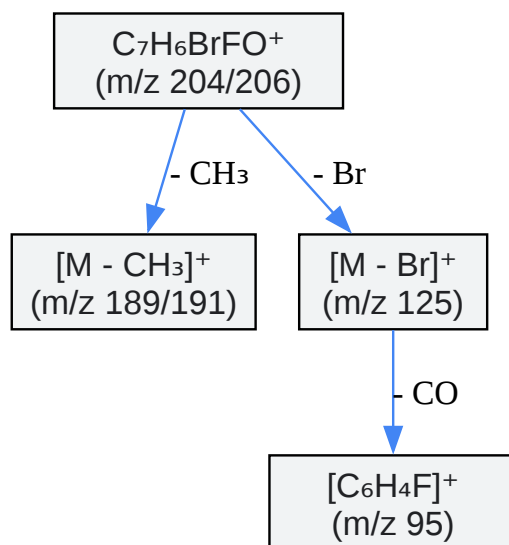 C₇H₆BrFO⁺
(m/z 204/206)
- CH₃
- Br
[M - CH₃]⁺
(m/z 189/191)
[M - Br]⁺
(m/z 125)
- CO
[C₆H₄F]⁺
(m/z 95)